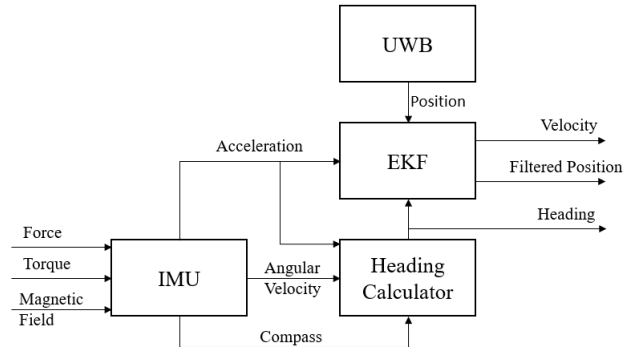 UWB
Position
Acceleration
EKF
Velocity
Filtered Position
Heading
Force
Torque
Magnetic
Field
IMU
Angular
Velocity
Heading
Calculator
Compass